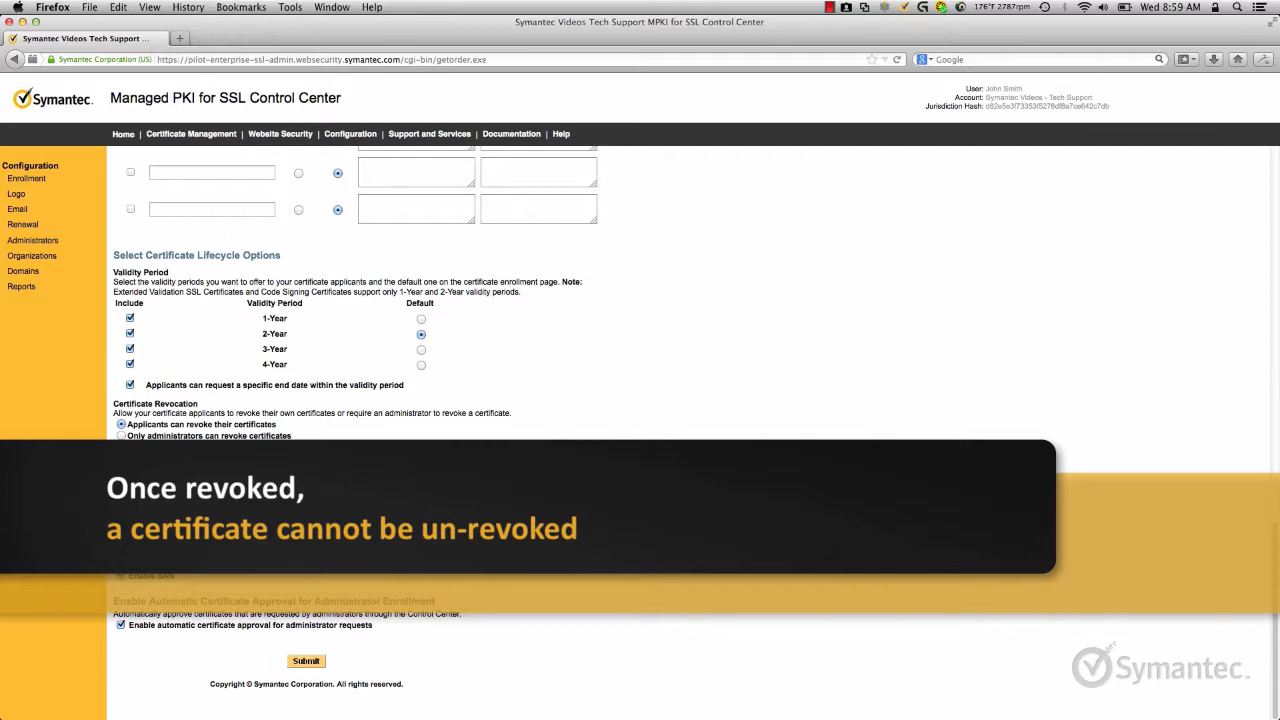 Firefox File Edit View History Bookmarks Tools Window Help 176°F 2787rpm Wed 8:59 AM
Symantec Videos Tech Support MPKI for SSL Control Center
Symantec Videos Tech Support ...
Symantec Corporation (US) https://pilot-enterprise-ssl-admin.websecurity.symantec.com/cgi-bin/getorder.exe Google
Symantec. Managed PKI for SSL Control Center
User: John Smith
Account: Symantec Videos - Tech Support
Jurisdiction Hash: d82e5e3f73353f5276df8a7ce642c7db
Home | Certificate Management | Website Security | Configuration | Support and Services | Documentation | Help
Configuration
Enrollment
Logo
Email
Renewal
Administrators
Organizations
Domains
Reports
Select Certificate Lifecycle Options
Validity Period
Select the validity periods you want to offer to your certificate applicants and the default one on the certificate enrollment page. Note:
Extended Validation SSL Certificates and Code Signing Certificates support only 1-Year and 2-Year validity periods.
Include Validity Period Default
1-Year
2-Year
3-Year
4-Year
Applicants can request a specific end date within the validity period
Certificate Revocation
Allow your certificate applicants to revoke their own certificates or require an administrator to revoke a certificate.
Applicants can revoke their certificates
Only administrators can revoke certificates
Once revoked,
a certificate cannot be un-revoked
Enable SAN
Enable Automatic Certificate Approval for Administrator Enrollment
Automatically approve certificates that are requested by administrators through the Control Center.
Enable automatic certificate approval for administrator requests
Submit
Copyright © Symantec Corporation. All rights reserved.
Symantec.